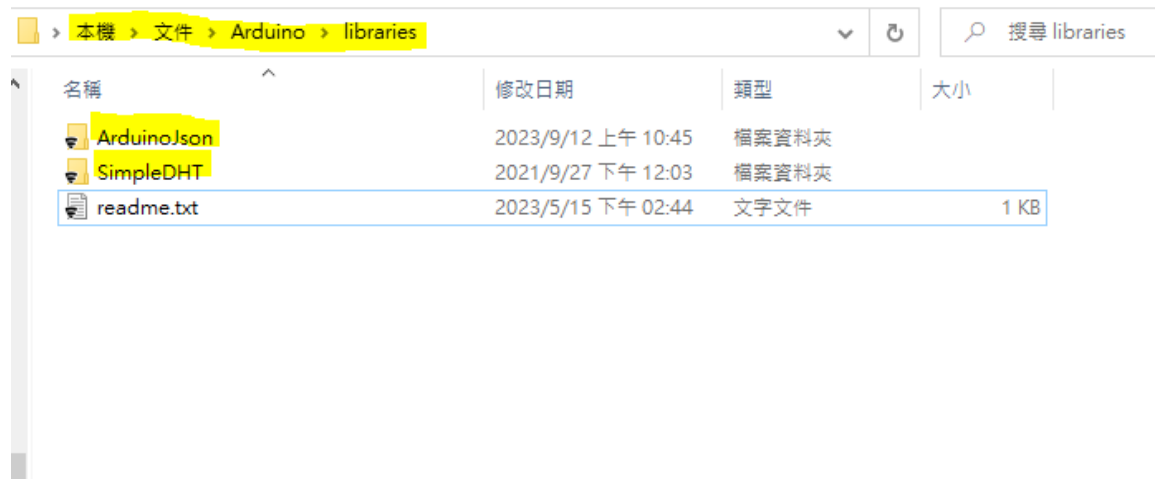 本機 › 文件 › Arduino › libraries 搜尋 libraries
名稱 修改日期 類型 大小
ArduinoJson 2023/9/12 上午 10:45 檔案資料夾
SimpleDHT 2021/9/27 下午 12:03 檔案資料夾
readme.txt 2023/5/15 下午 02:44 文字文件 1 KB